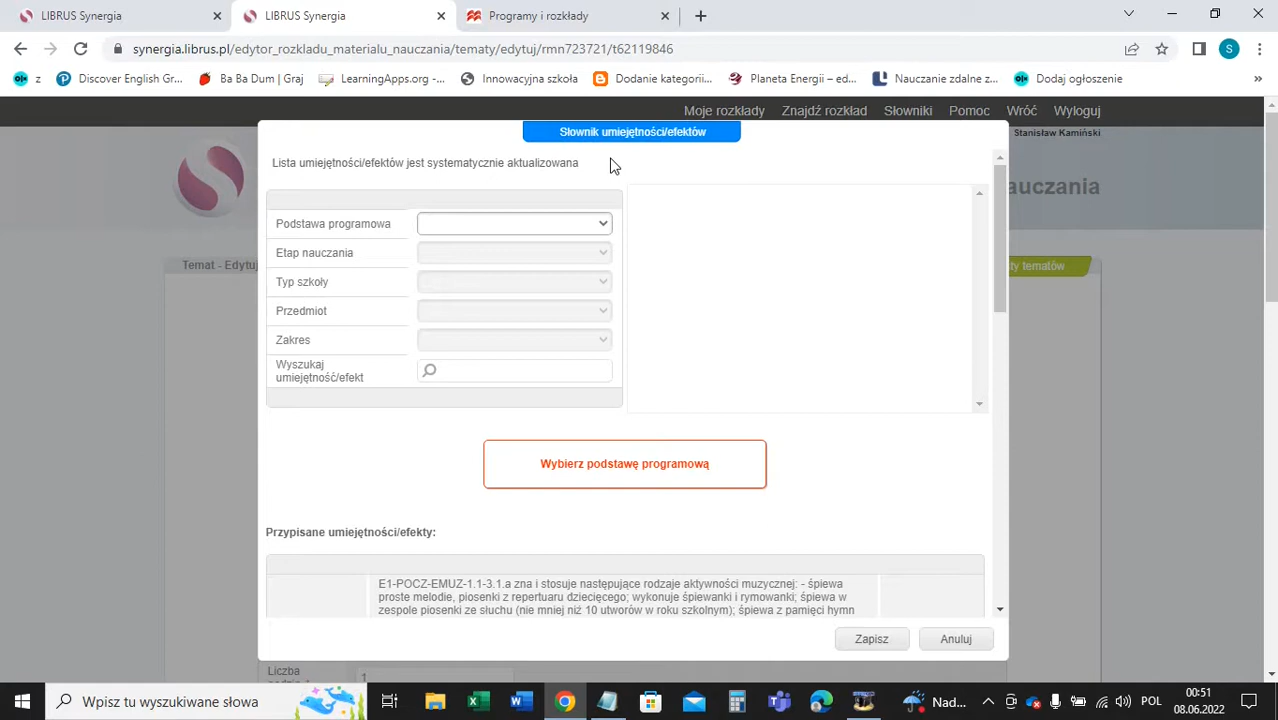 LIBRUS Synergia
LIBRUS Synergia
Programy i rozkłady
synergia.librus.pl/edytor_rozkladu_materialu_nauczania/tematy/edytuj/rmn723721/t62119846
S
z
Discover English Gr...
Ba Ba Dum | Graj
LearningApps.org -...
Innowacyjna szkoła
Dodanie kategorii...
Planeta Energii – ed...
Nauczanie zdalne z...
Dodaj ogłoszenie
»
Moje rozkłady Znajdź rozkład Słowniki Pomoc Wróć Wyloguj
Słownik umiejętności/efektów
Stanisław Kamiński
Lista umiejętności/efektów jest systematycznie aktualizowana
auczania
Podstawa programowa
Etap nauczania
Temat - Edytuj
ty tematów
Typ szkoły
Przedmiot
Zakres
Wyszukaj
umiejętność/efekt
Wybierz podstawę programową
Przypisane umiejętności/efekty:
E1-POCZ-EMUZ-1.1-3.1.a zna i stosuje następujące rodzaje aktywności muzycznej: - śpiewa
proste melodie, piosenki z repertuaru dziecięcego; wykonuje śpiewanki i rymowanki; śpiewa w
zespole piosenki ze słuchu (nie mniej niż 10 utworów w roku szkolnym); śpiewa z pamięci hymn
Zapisz Anuluj
Liczba
1
Wpisz tu wyszukiwane słowa
Nad...
POL
00:51
08.06.2022